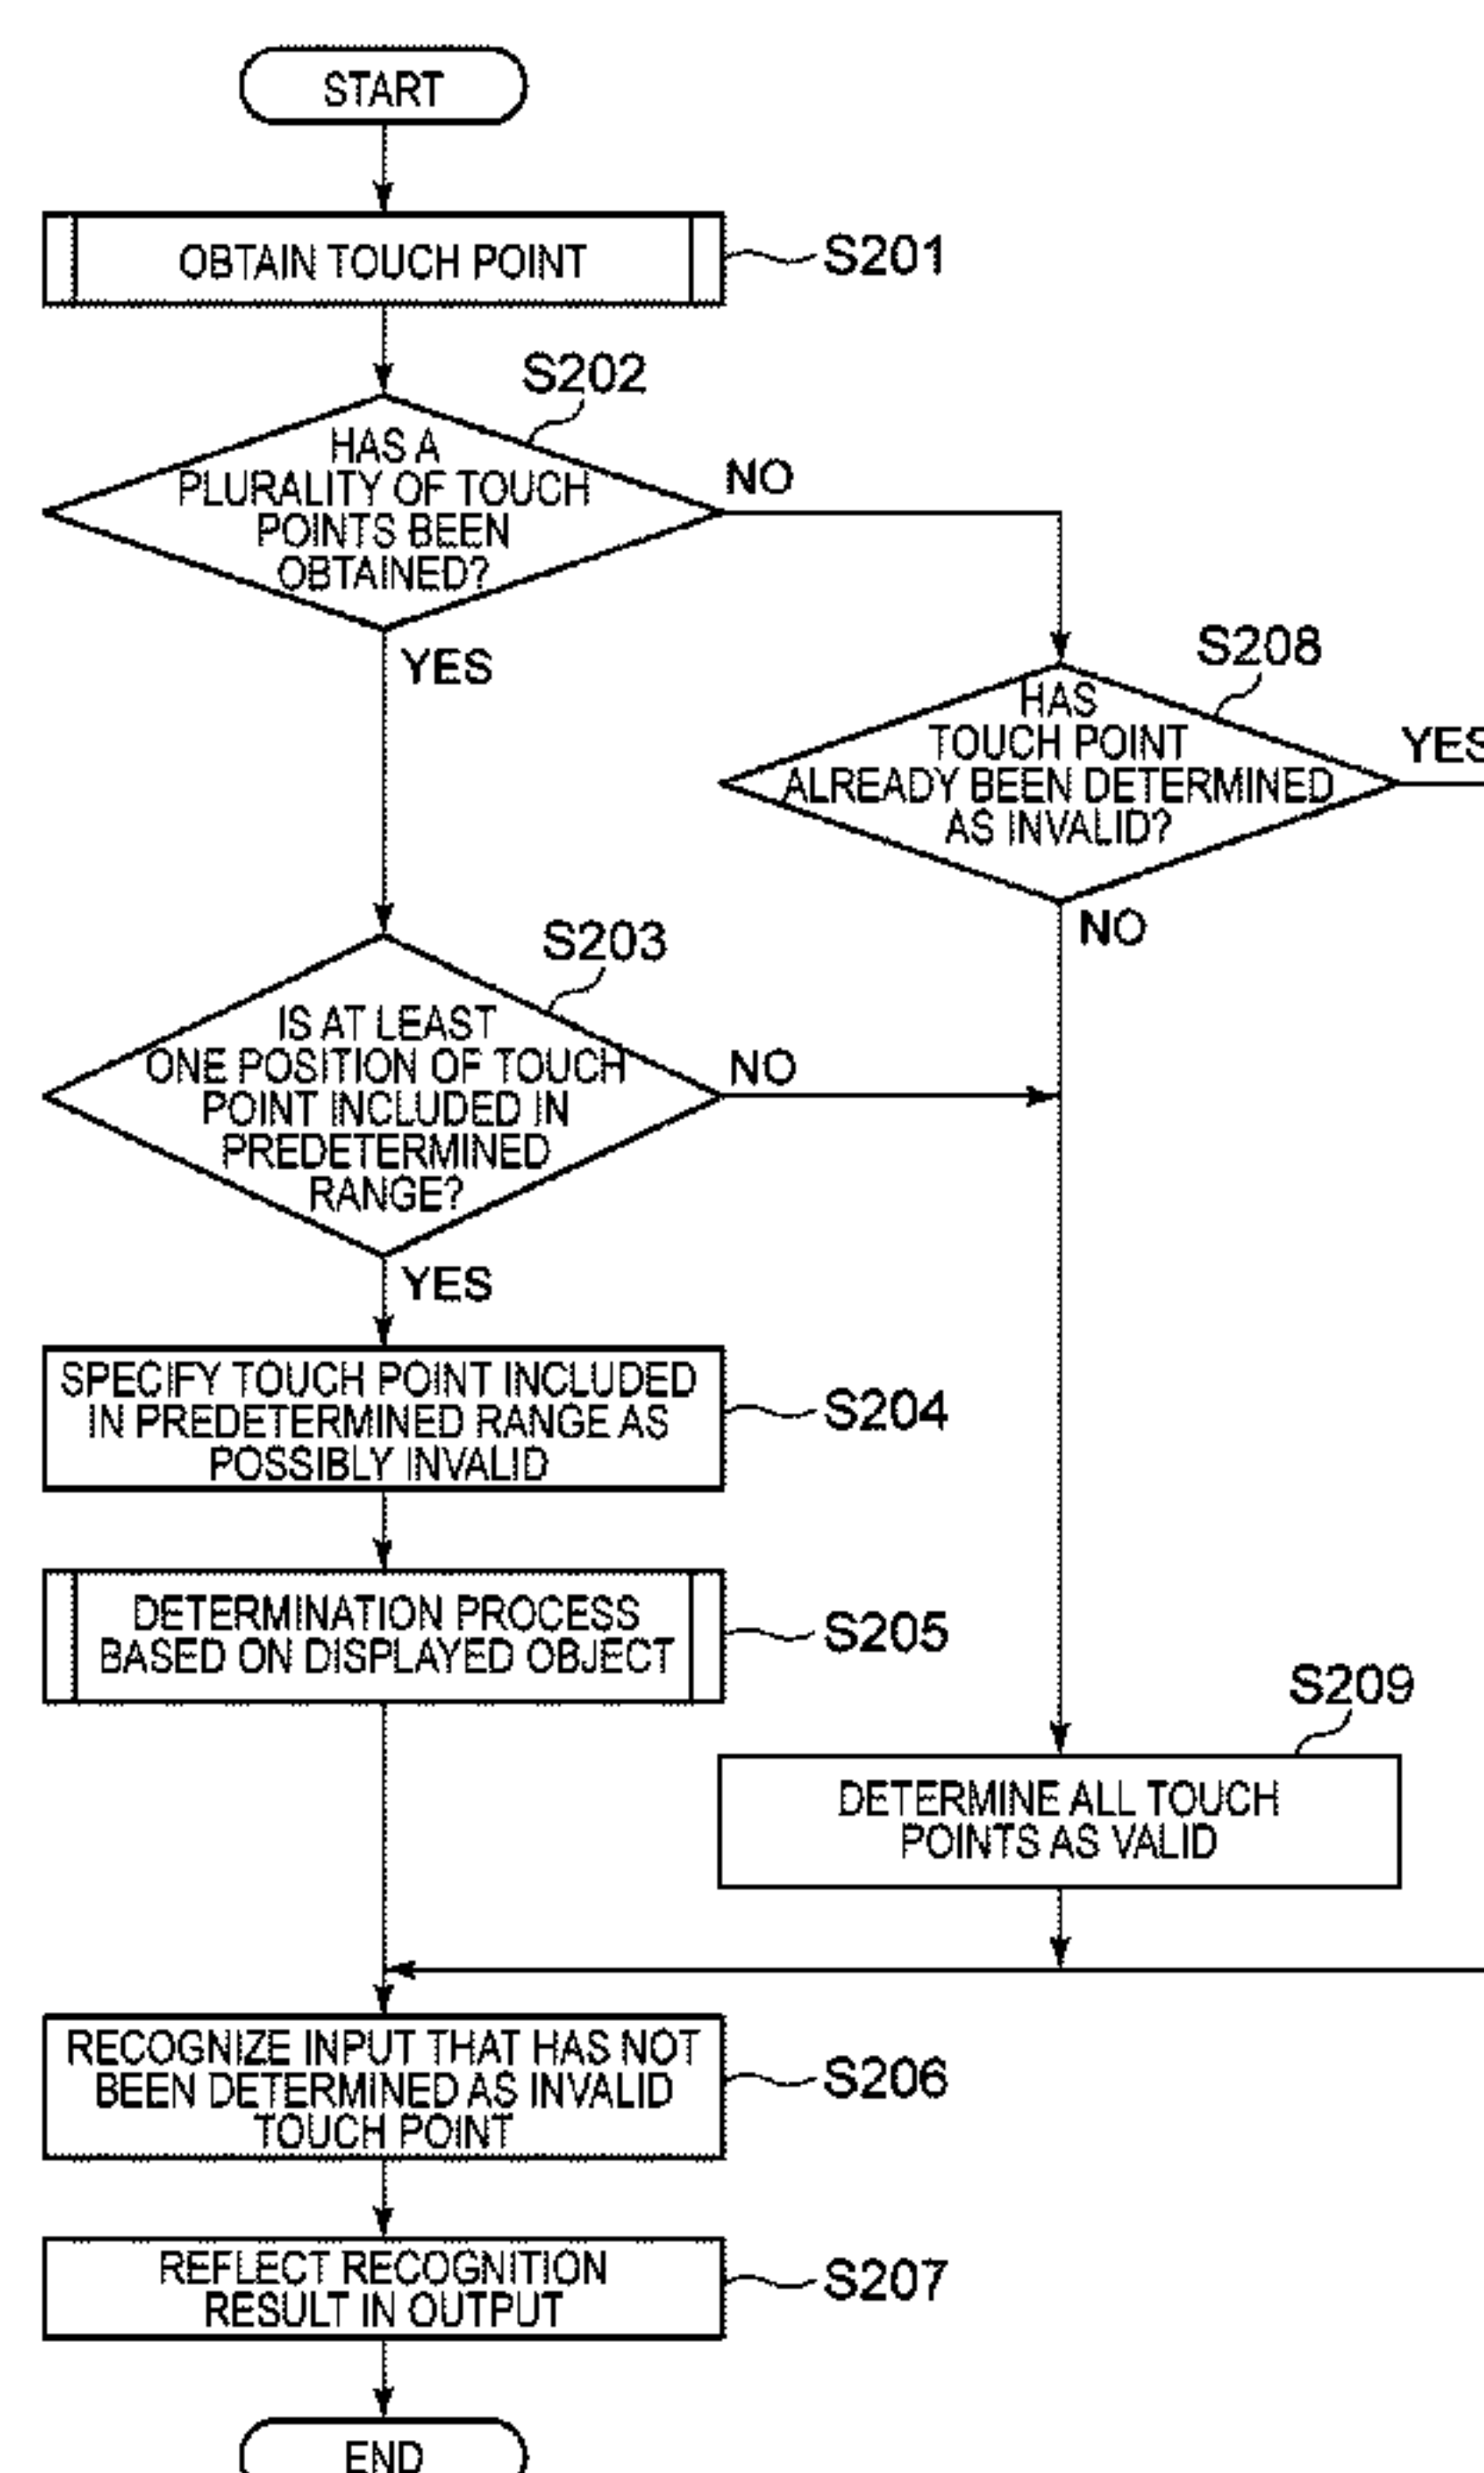 START
OBTAIN TOUCH POINT
S201
S202
HAS A
PLURALITY OF TOUCH
POINTS BEEN
OBTAINED?
NO
YES
S208
HAS
TOUCH POINT
ALREADY BEEN DETERMINED
AS INVALID?
YES
NO
S203
IS AT LEAST
ONE POSITION OF TOUCH
POINT INCLUDED IN
PREDETERMINED
RANGE?
NO
YES
SPECIFY TOUCH POINT INCLUDED
IN PREDETERMINED RANGE AS
POSSIBLY INVALID
S204
DETERMINATION PROCESS
BASED ON DISPLAYED OBJECT
S205
S209
DETERMINE ALL TOUCH
POINTS AS VALID
RECOGNIZE INPUT THAT HAS NOT
BEEN DETERMINED AS INVALID
TOUCH POINT
S206
REFLECT RECOGNITION
RESULT IN OUTPUT
S207
END